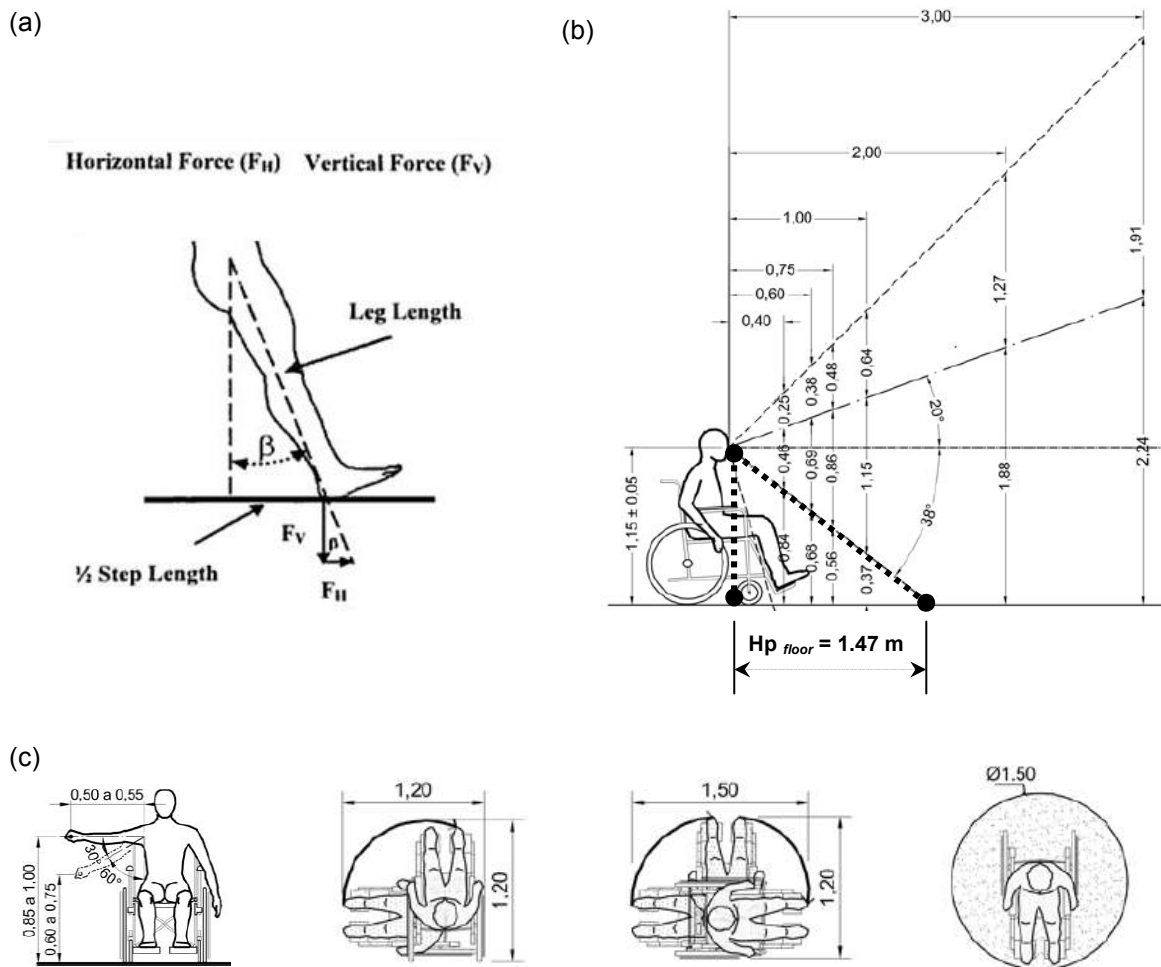 (a)
Horizontal Force (FH) Vertical Force (FV)
Leg Length
β
FV
β
½ Step Length
FH
(b)
3,00
2,00
1.00
0,75
0,60
0,40
1,91
1,27
0,64
0,48
0,38
0,25
20°
0,46
0,69
0,86
1,15
1,88
2,24
1,15 ± 0,05
38°
0,84
0,68
0,56
0,37
Hp floor = 1.47 m
(c)
0,50 a 0,55
30°
60°
0.85 a 1.00
0,60 a 0,75
1,20
1.20
1,50
1,20
Ø1.50